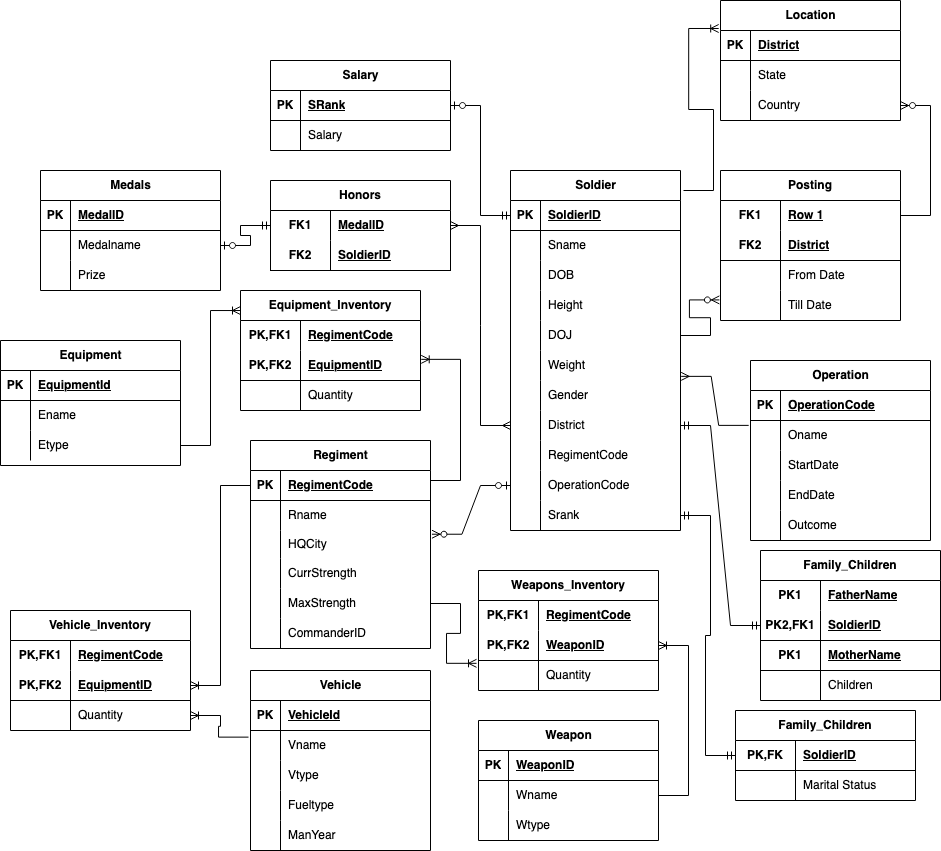 Location
PK District
State
Country
Salary
PK SRank
Salary
Medals
PK MedalID
Medalname
Prize
Honors
FK1 MedalID
FK2 SoldierID
Soldier
PK SoldierID
Sname
DOB
Height
DOJ
Weight
Gender
District
RegimentCode
OperationCode
Srank
Posting
FK1 Row 1
FK2 District
From Date
Till Date
Equipment_Inventory
PK,FK1 RegimentCode
PK,FK2 EquipmentID
Quantity
Equipment
PK EquipmentId
Ename
Etype
Operation
PK OperationCode
Oname
StartDate
EndDate
Outcome
Regiment
PK RegimentCode
Rname
HQCity
CurrStrength
MaxStrength
CommanderID
Family_Children
PK1 FatherName
PK2,FK1 SoldierID
PK1 MotherName
Children
Weapons_Inventory
PK,FK1 RegimentCode
PK,FK2 WeaponID
Quantity
Vehicle_Inventory
PK,FK1 RegimentCode
PK,FK2 EquipmentID
Quantity
Vehicle
PK VehicleId
Vname
Vtype
Fueltype
ManYear
Weapon
PK WeaponID
Wname
Wtype
Family_Children
PK,FK SoldierID
Marital Status